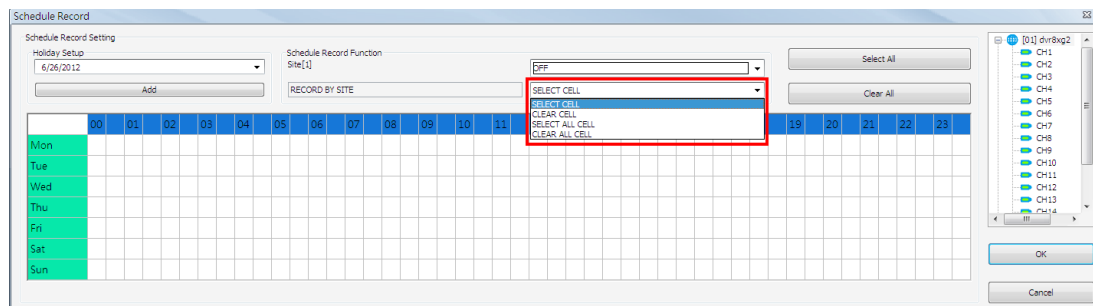 Schedule Record
Schedule Record Setting
Holiday Setup
6/26/2012
Add
Schedule Record Function
Site[1]
OFF
RECORD BY SITE
SELECT CELL
SELECT CELL
CLEAR CELL
SELECT ALL CELL
CLEAR ALL CELL
Select All
Clear All
00 01 02 03 04 05 06 07 08 09 10 11 19 20 21 22 23
Mon
Tue
Wed
Thu
Fri
Sat
Sun
[01] dvr8xg2
CH1
CH2
CH3
CH4
CH5
CH6
CH7
CH8
CH9
CH10
CH11
CH12
CH13
CH14
OK
Cancel